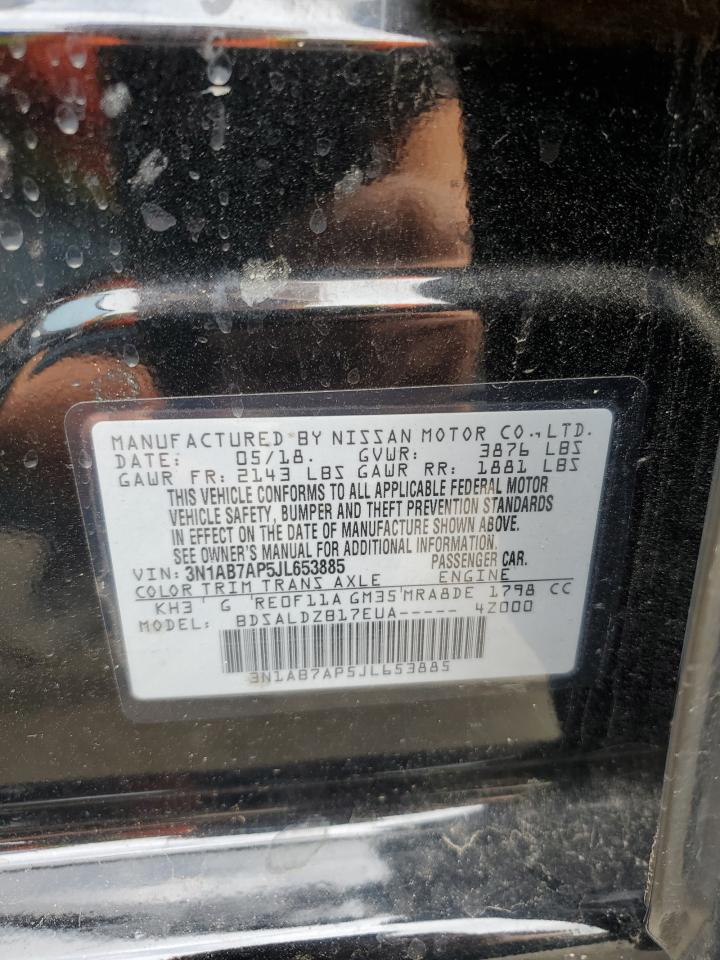 MANUFACTURED BY NISSAN MOTOR CO., LTD.
DATE: 05/18. GVWR: 3876 LBS
GAWR FR: 2143 LBS GAWR RR: 1881 LBS
THIS VEHICLE CONFORMS TO ALL APPLICABLE FEDERAL MOTOR
VEHICLE SAFETY, BUMPER AND THEFT PREVENTION STANDARDS
IN EFFECT ON THE DATE OF MANUFACTURE SHOWN ABOVE.
SEE OWNER'S MANUAL FOR ADDITIONAL INFORMATION.
VIN: 3N1AB7AP5JL653885 PASSENGER CAR.
COLOR TRIM TRANS AXLE ENGINE
KH3 G RE0F11A GM35 MRA8DE 1798 CC
MODEL: BDSALDZB17EUA----- 4Z000
3N1AB7AP5JL653885